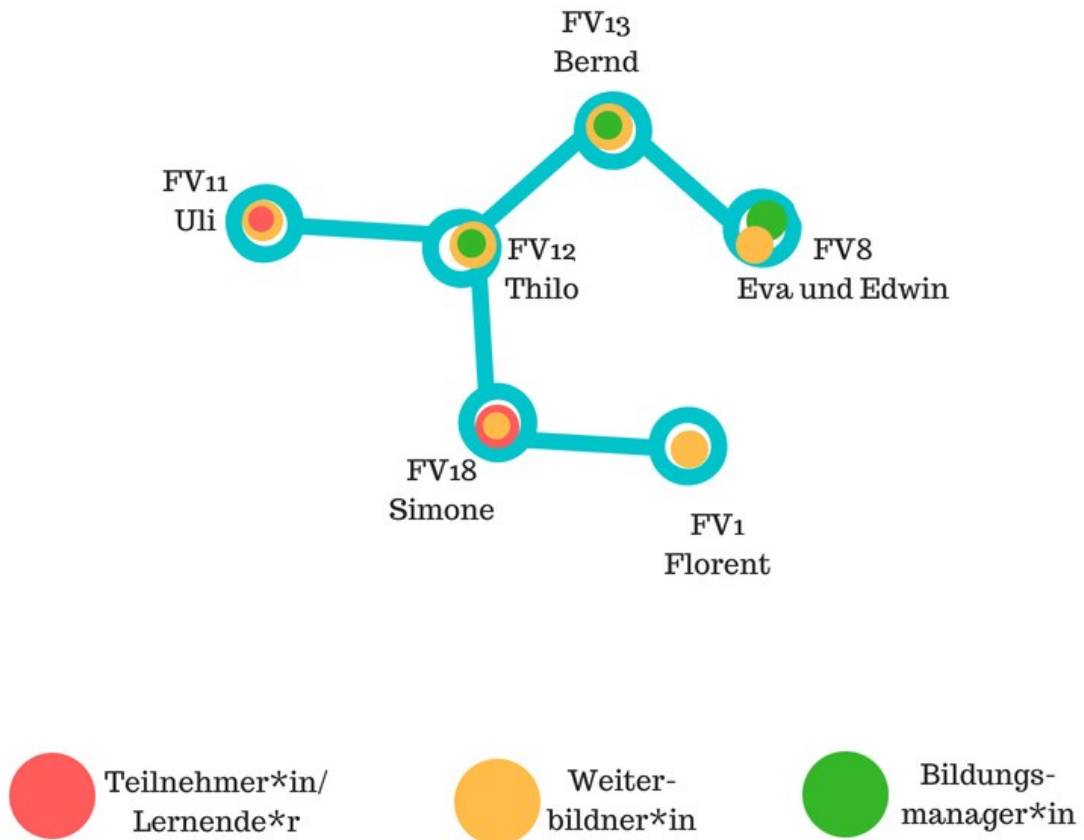 FV13
Bernd
FV11
Uli
FV12
Thilo
FV8
Eva und Edwin
FV18
Simone
FV1
Florent
Teilnehmer*in/
Lernende*r
Weiter-
bildner*in
Bildungs-
manager*in